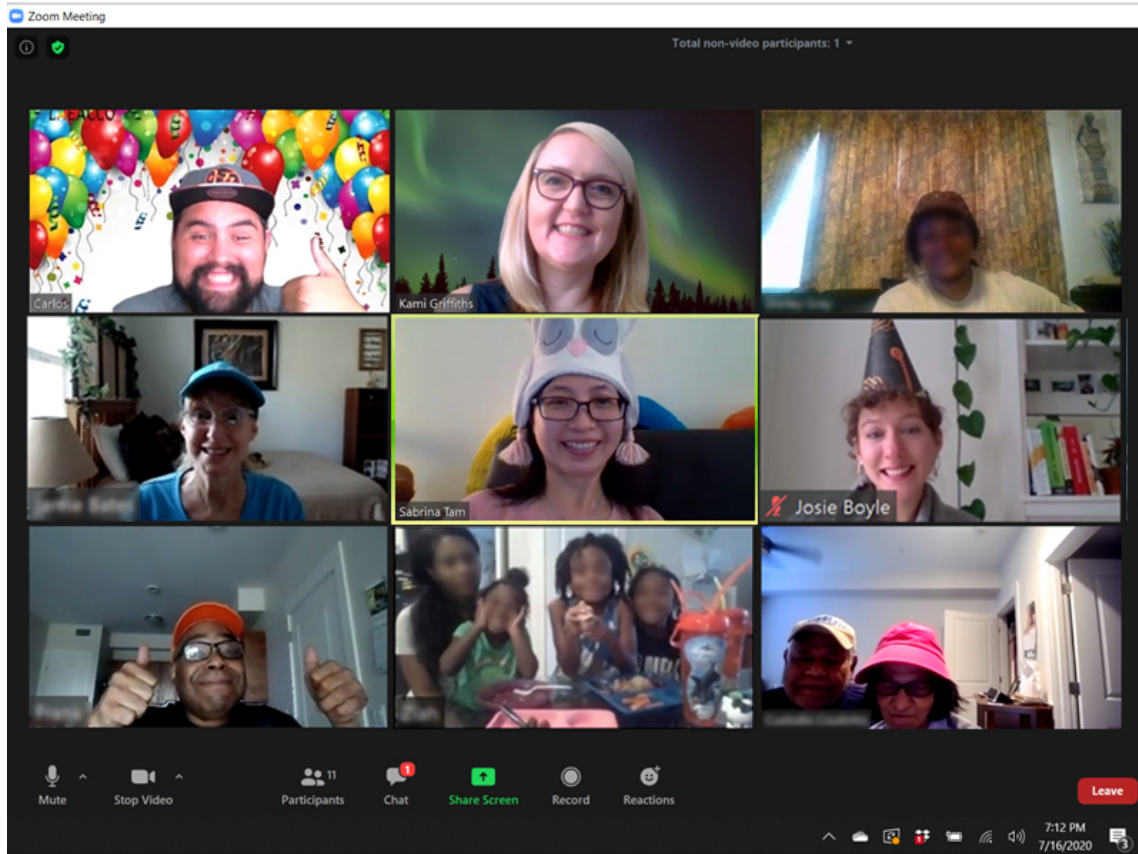 Zoom Meeting
Total non-video participants: 1
Carlos
Kami Griffiths
Sabrina Tam
Josie Boyle
11
1
Mute
Stop Video
Participants
Chat
Share Screen
Record
Reactions
Leave
7:12 PM
7/16/2020
3